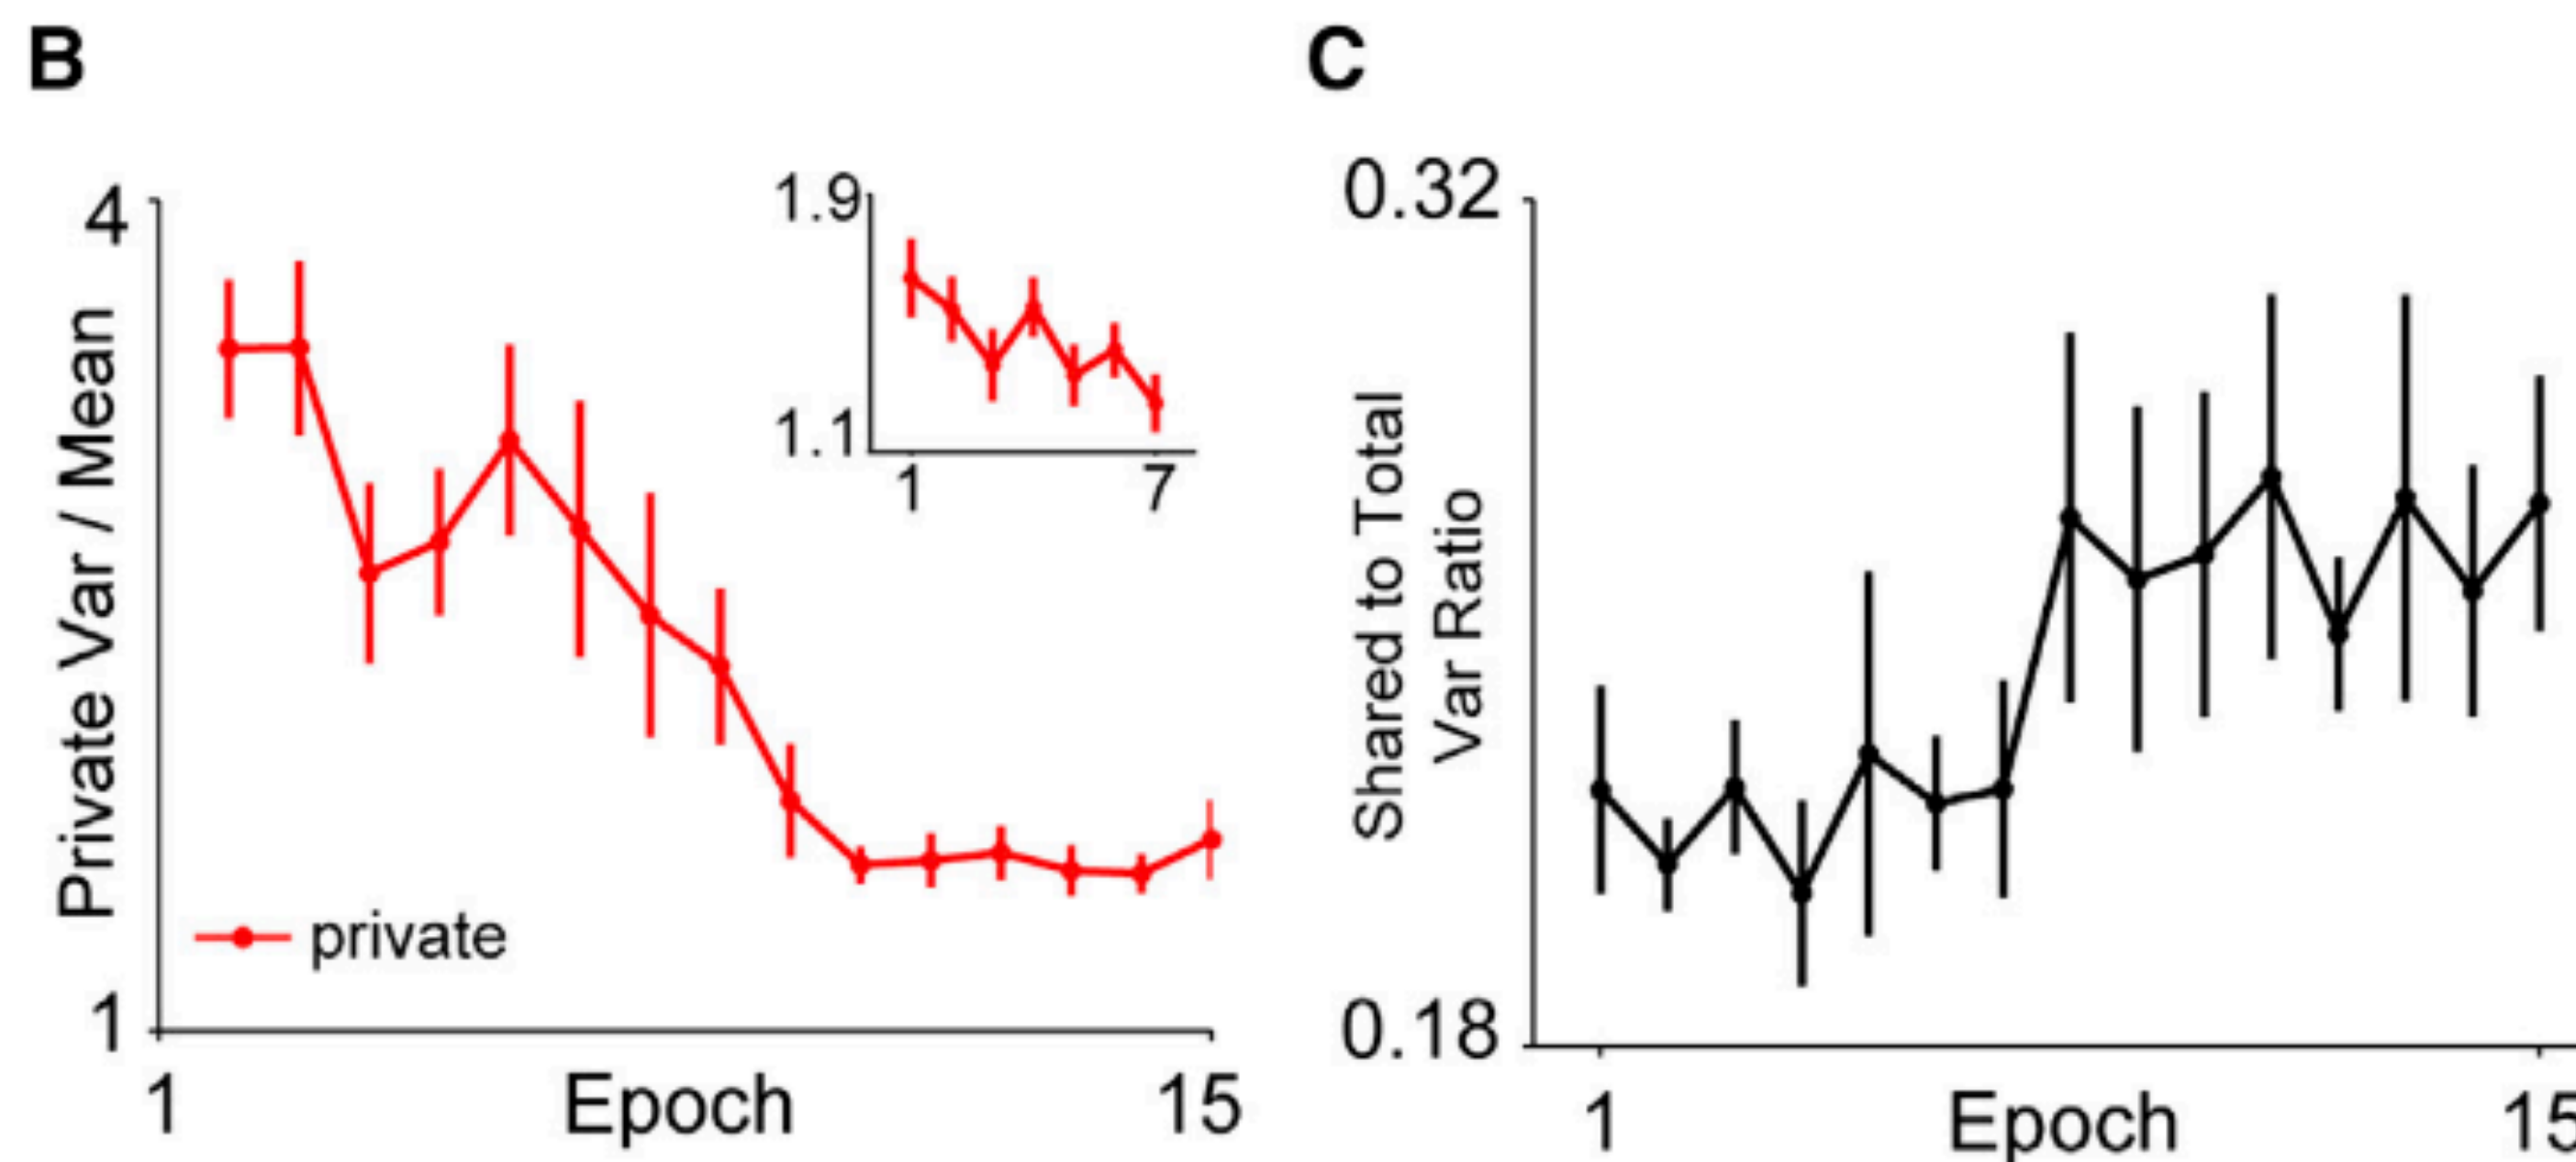 B
4
Private Var / Mean
1
private
1
Epoch
15
1.9
1.1
1
7
C
0.32
Shared to Total
Var Ratio
0.18
1
Epoch
15